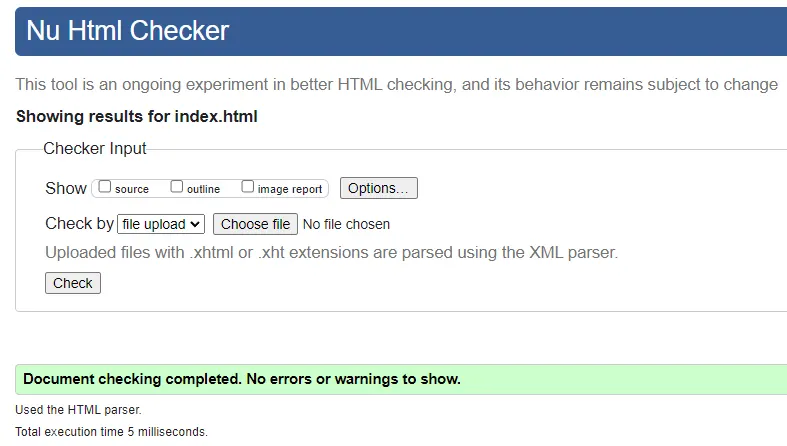 Nu Html Checker
This tool is an ongoing experiment in better HTML checking, and its behavior remains subject to change
Showing results for index.html
Checker Input
Show source outline image report Options...
Check by file upload Choose file No file chosen
Uploaded files with .xhtml or .xht extensions are parsed using the XML parser.
Check
Document checking completed. No errors or warnings to show.
Used the HTML parser.
Total execution time 5 milliseconds.